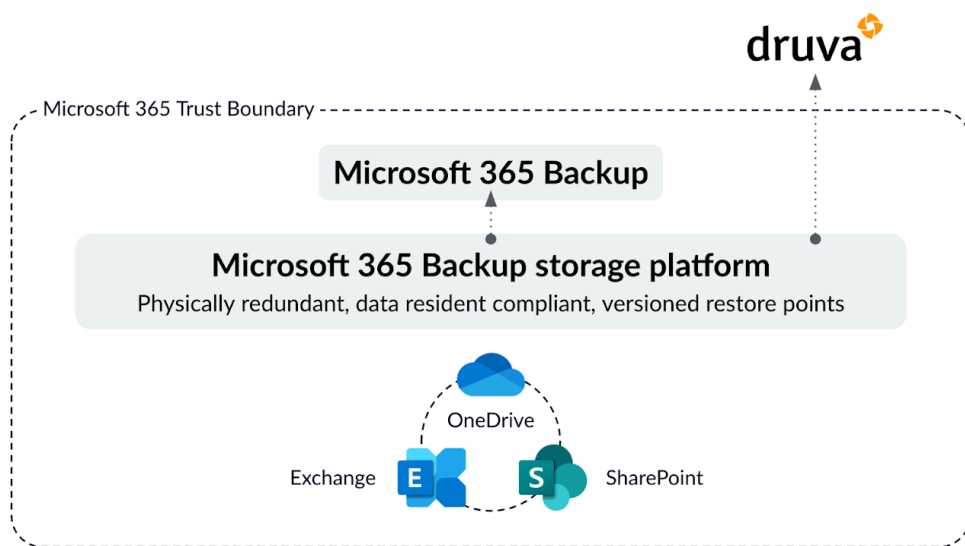 druva
Microsoft 365 Trust Boundary
Microsoft 365 Backup
Microsoft 365 Backup storage platform
Physically redundant, data resident compliant, versioned restore points
OneDrive
Exchange
E
S
SharePoint